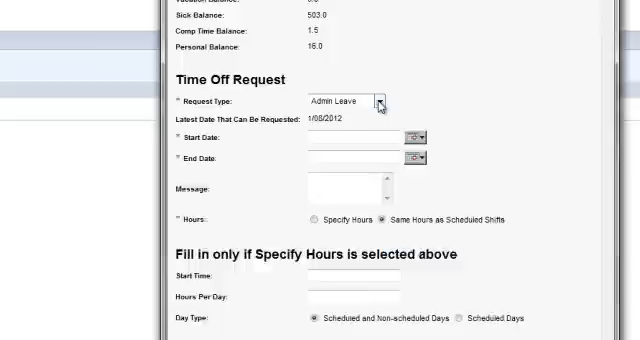 Sick Balance: 503.0
Comp Time Balance: 1.5
Personal Balance: 16.0
Time Off Request
* Request Type: Admin Leave
Latest Date That Can Be Requested: 1/08/2012
* Start Date:
* End Date:
Message:
* Hours: Specify Hours Same Hours as Scheduled Shifts
Fill in only if Specify Hours is selected above
Start Time:
Hours Per Day:
Day Type: Scheduled and Non-scheduled Days Scheduled Days